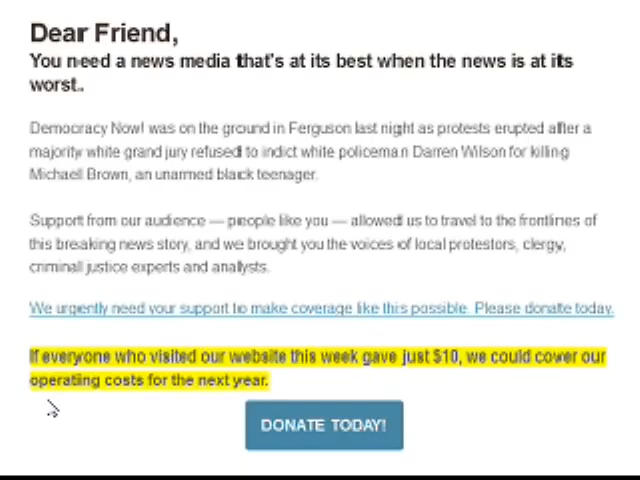 Dear Friend,
You need a news media that's at its best when the news is at its
worst..
Democracy Now! was on the ground in Ferguson last night as protests erupted after a
majority white grand jury refused to indict white policeman Darren Wilson for killing
Michael Brown, an unarmed black teenager.
Support from our audience — people like you — allowed us to travel to the frontlines of
this breaking news story, and we brought you the voices of local protestors, clergy,
criminal justice experts and analysts.
We urgently need your support to make coverage like this possible. Please donate today.
If everyone who visited our website this week gave just $10, we could cover our
operating costs for the next year.
DONATE TODAY!